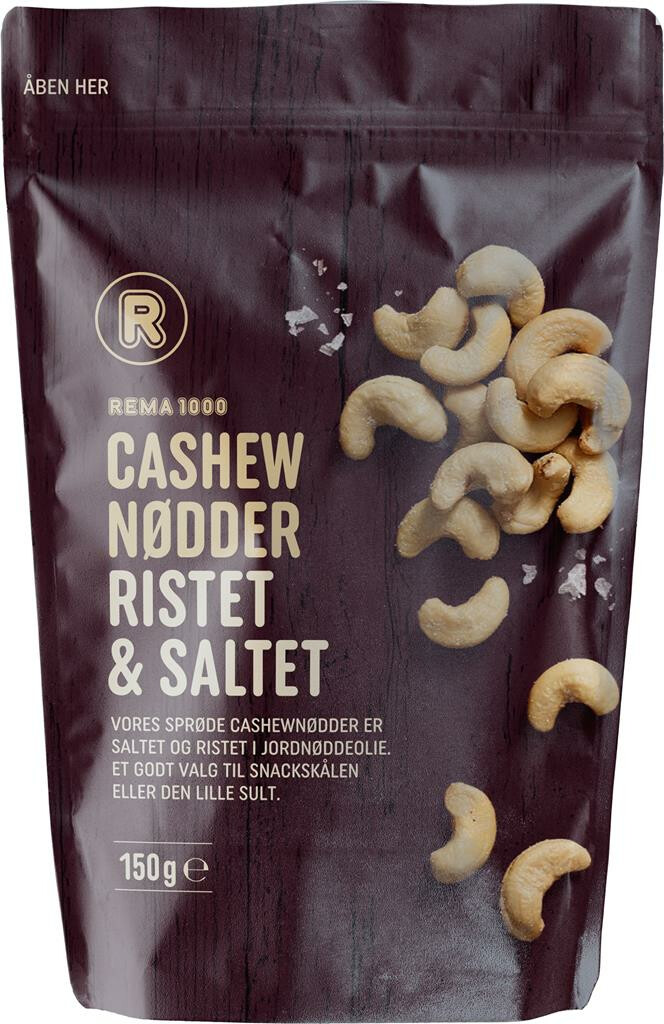 ÅBEN HER
R
REMA 1000
CASHEW
NØDDER
RISTET
& SALTET
VORES SPRØDE CASHEWNØDDER ER
SALTET OG RISTET I JORDNØDDEOLIE.
ET GODT VALG TIL SNACKSKÅLEN
ELLER DEN LILLE SULT.
150g ℮